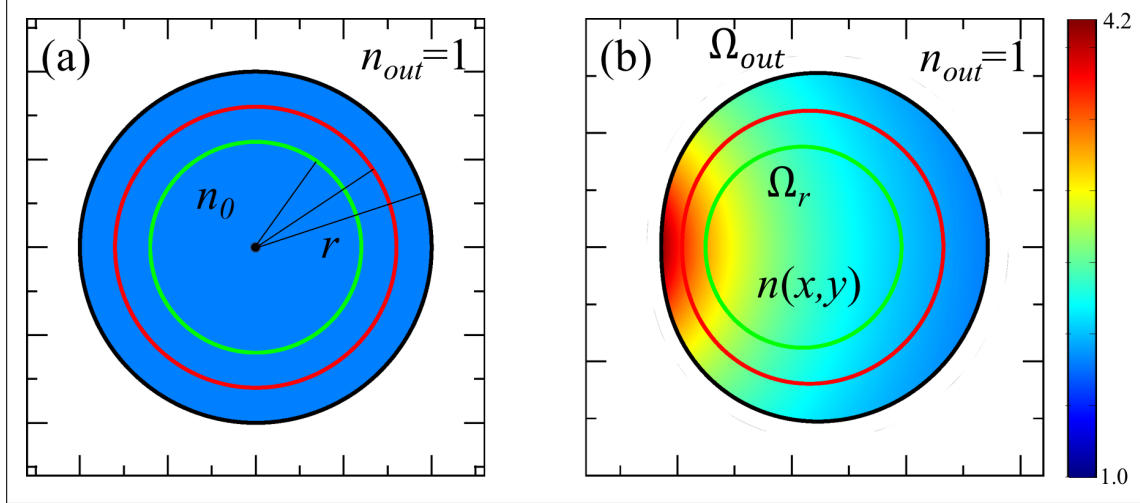 (a)
n_out=1
n_0
r
(b)
Ω_out
n_out=1
Ω_r
n(x,y)
4.2
1.0